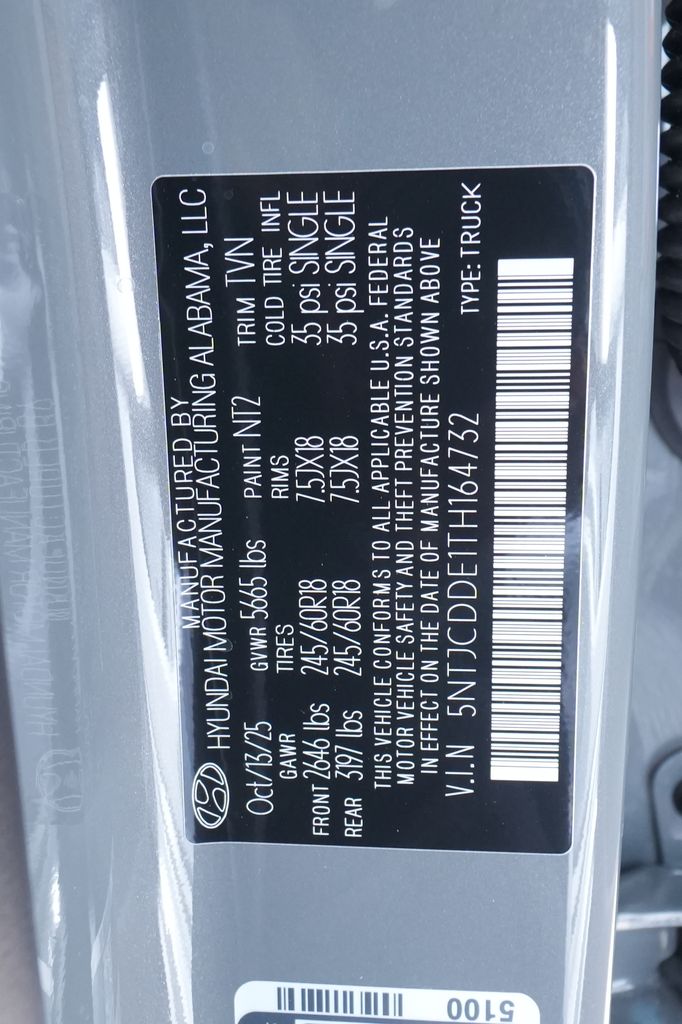 MANUFACTURED BY
HYUNDAI MOTOR MANUFACTURING ALABAMA, LLC
Oct/13/25 GVWR 5665 lbs PAINT NT2 TRIM TVN
GAWR TIRES RIMS COLD TIRE INFL
FRONT 2646 lbs 245/60R18 7.5JX18 35 psi SINGLE
REAR 3197 lbs 245/60R18 7.5JX18 35 psi SINGLE
THIS VEHICLE CONFORMS TO ALL APPLICABLE U.S.A. FEDERAL
MOTOR VEHICLE SAFETY AND THEFT PREVENTION STANDARDS
IN EFFECT ON THE DATE OF MANUFACTURE SHOWN ABOVE
V.I.N 5NTJCDDE1TH164732 TYPE: TRUCK
5100